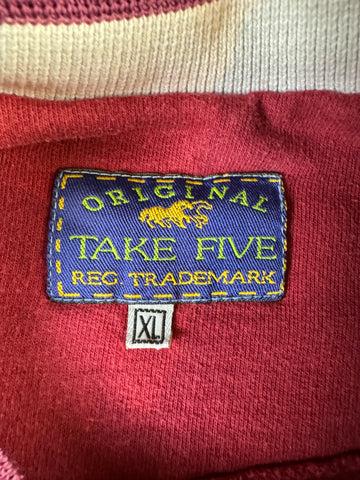 ORIGINAL
TAKE FIVE
REG. TRADEMARK
XL